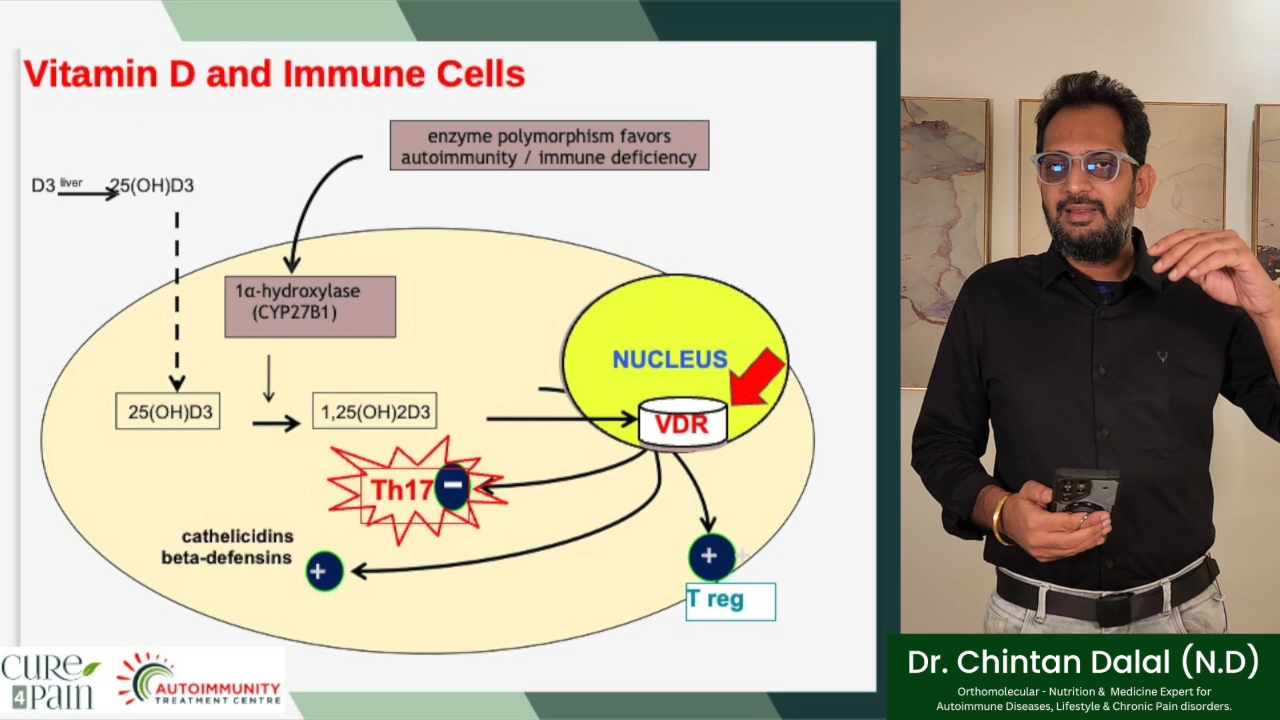 Vitamin D and Immune Cells
enzyme polymorphism favors
autoimmunity / immune deficiency
D3 liver 25(OH)D3
1α-hydroxylase
(CYP27B1)
NUCLEUS
25(OH)D3
1,25(OH)2D3
VDR
Th17 −
cathelicidins
beta-defensins
+
+
T reg
CURE
4 PAiN
AUTOIMMUNITY
TREATMENT CENTRE
Dr. Chintan Dalal (N.D)
Orthomolecular - Nutrition & Medicine Expert for
Autoimmune Diseases, Lifestyle & Chronic Pain disorders.